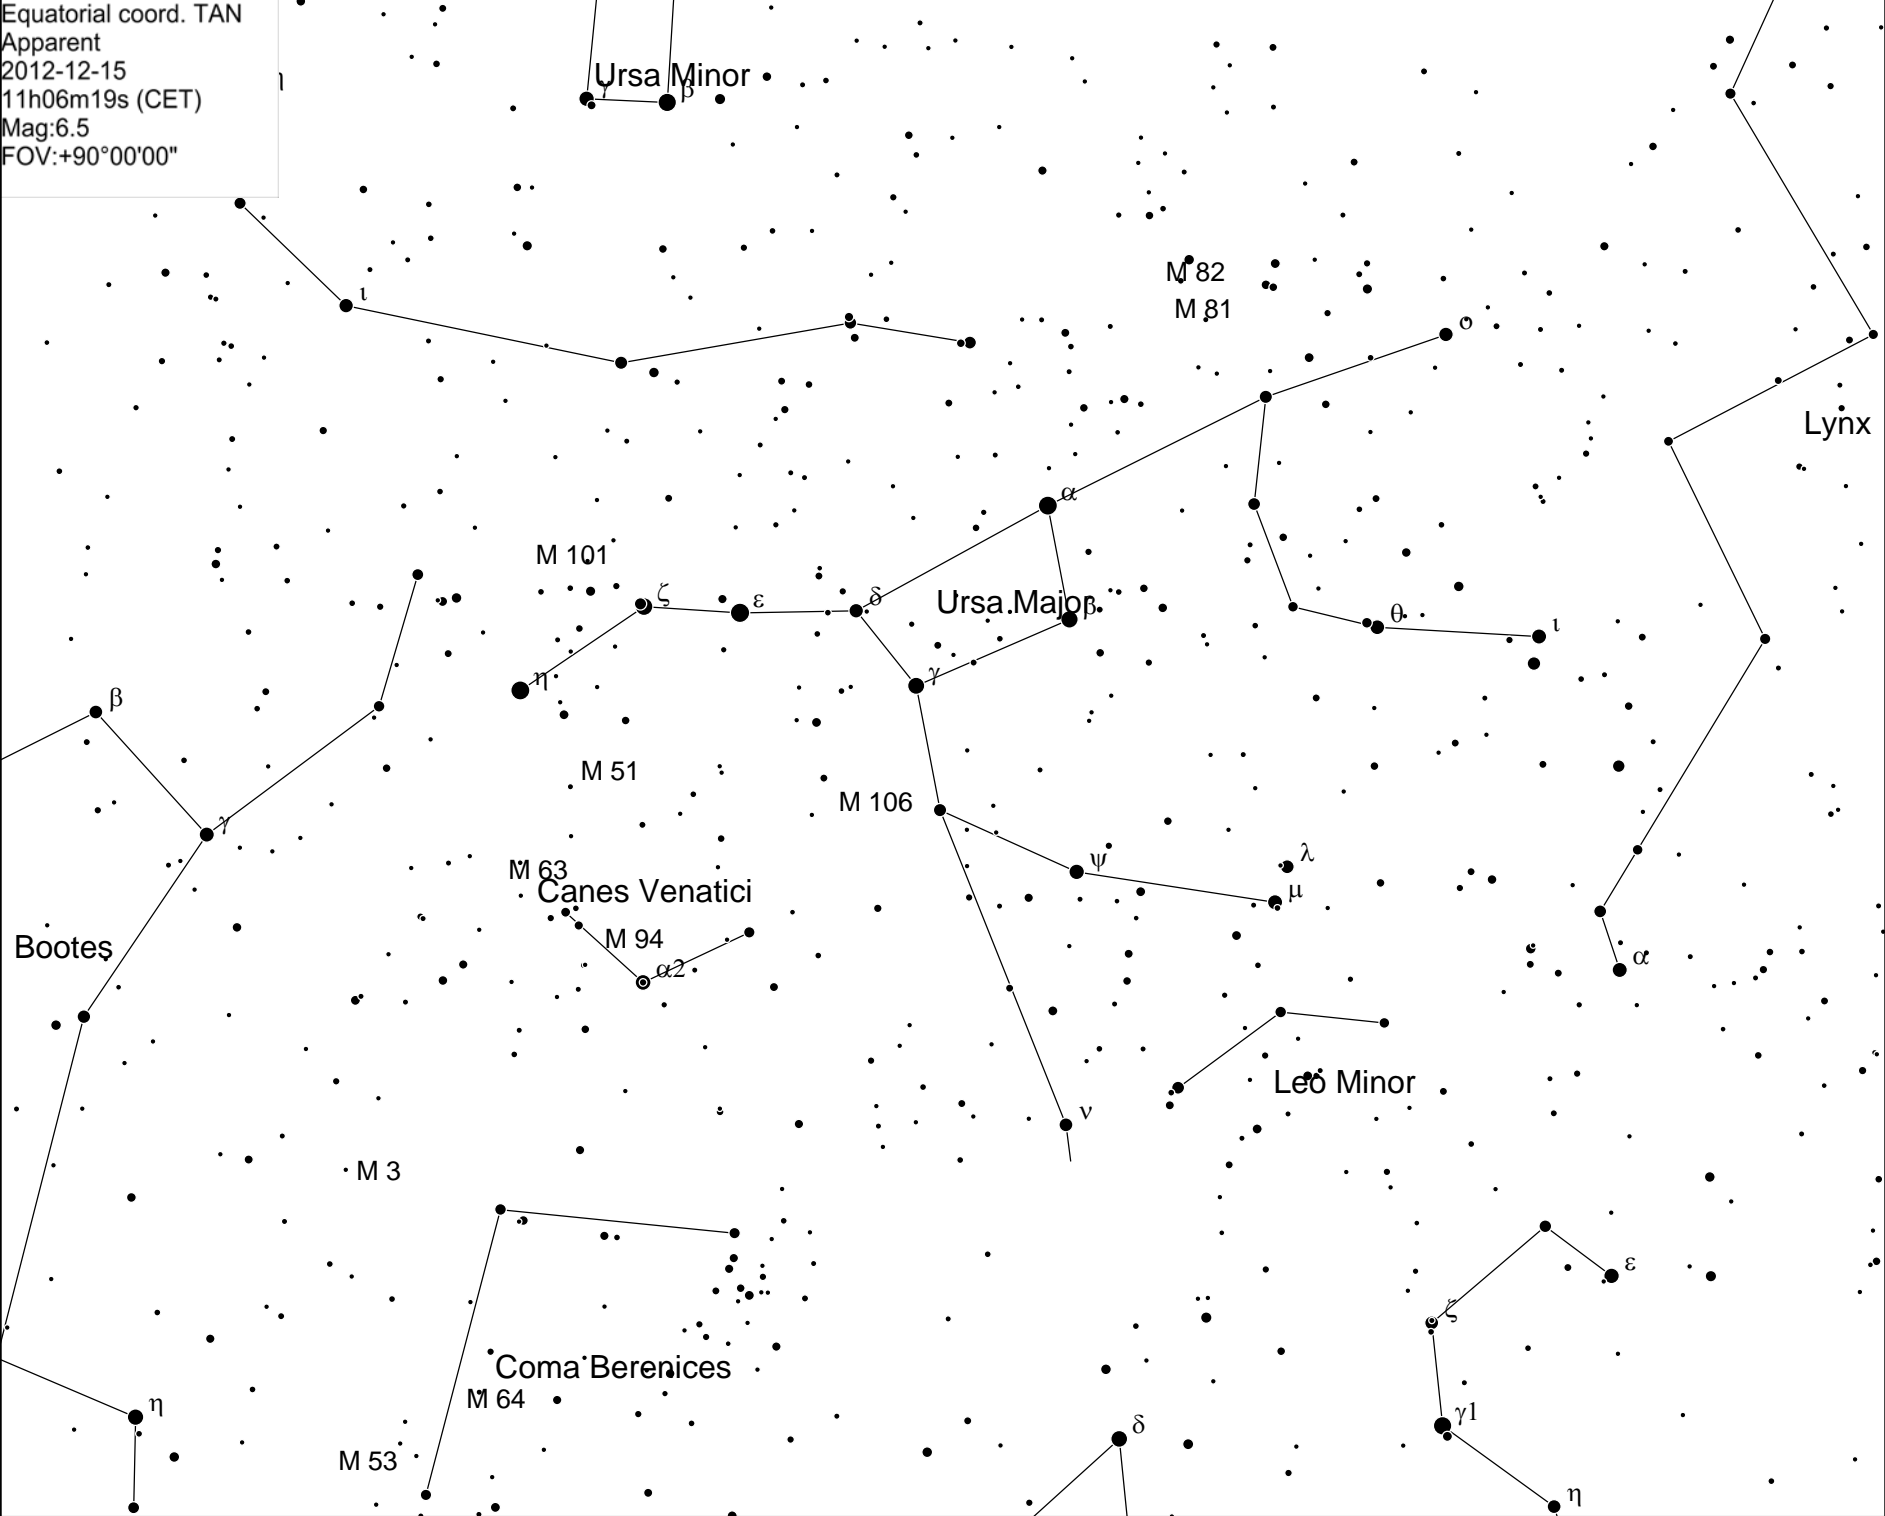 Equatorial coord. TAN
Apparent
2012-12-15
11h06m19s (CET)
Mag:6.5
FOV:+90°00'00"
η
Ursa Minor
γ
β
M 82
M 81
ι
ο
Lynx
α
M 101
ζ
ε
δ
Ursa Major
β
θ
ι
η
γ
β
M 51
M 106
γ
ψ
λ
μ
M 63
Canes Venatici
M 94
Bootes
α2
α
Leo Minor
ν
M 3
ε
ζ
Coma Berenices
M 64
η
γ1
δ
M 53
η